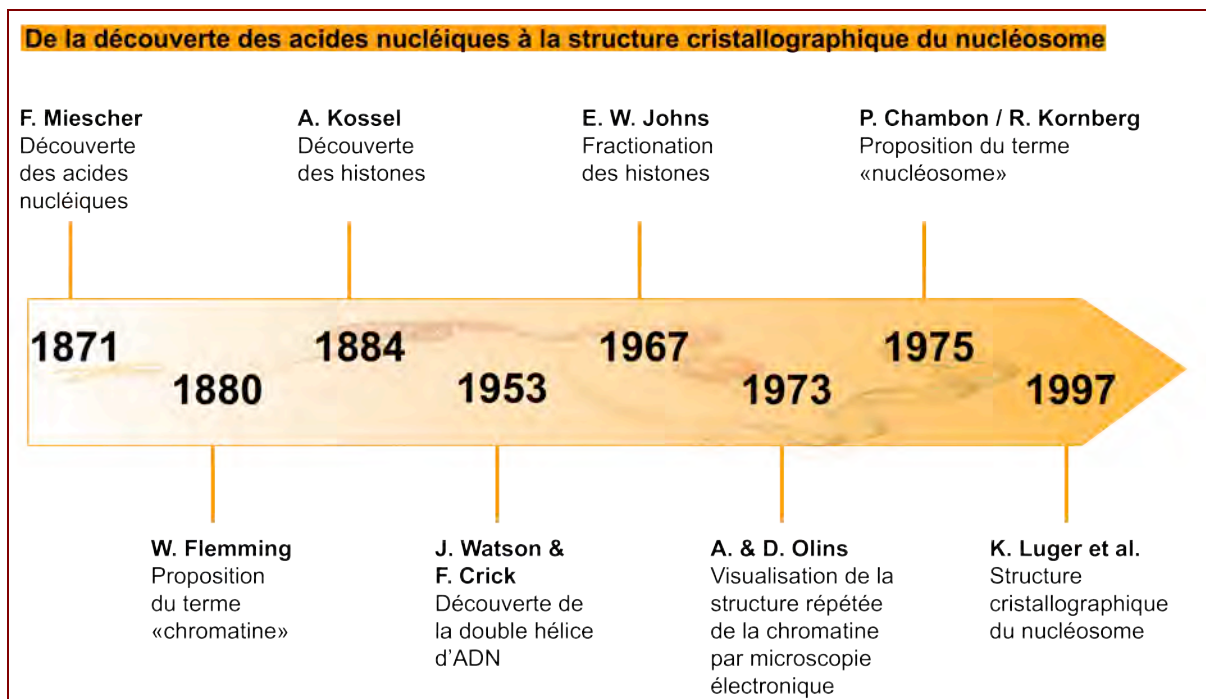 De la découverte des acides nucléiques à la structure cristallographique du nucléosome
F. Miescher
Découverte
des acides
nucléiques
A. Kossel
Découverte
des histones
E. W. Johns
Fractionation
des histones
P. Chambon / R. Kornberg
Proposition du terme
«nucléosome»
1871
1880
1884
1953
1967
1973
1975
1997
W. Flemming
Proposition
du terme
«chromatine»
J. Watson &
F. Crick
Découverte de
la double hélice
d'ADN
A. & D. Olins
Visualisation de la
structure répétée
de la chromatine
par microscopie
électronique
K. Luger et al.
Structure
cristallographique
du nucléosome